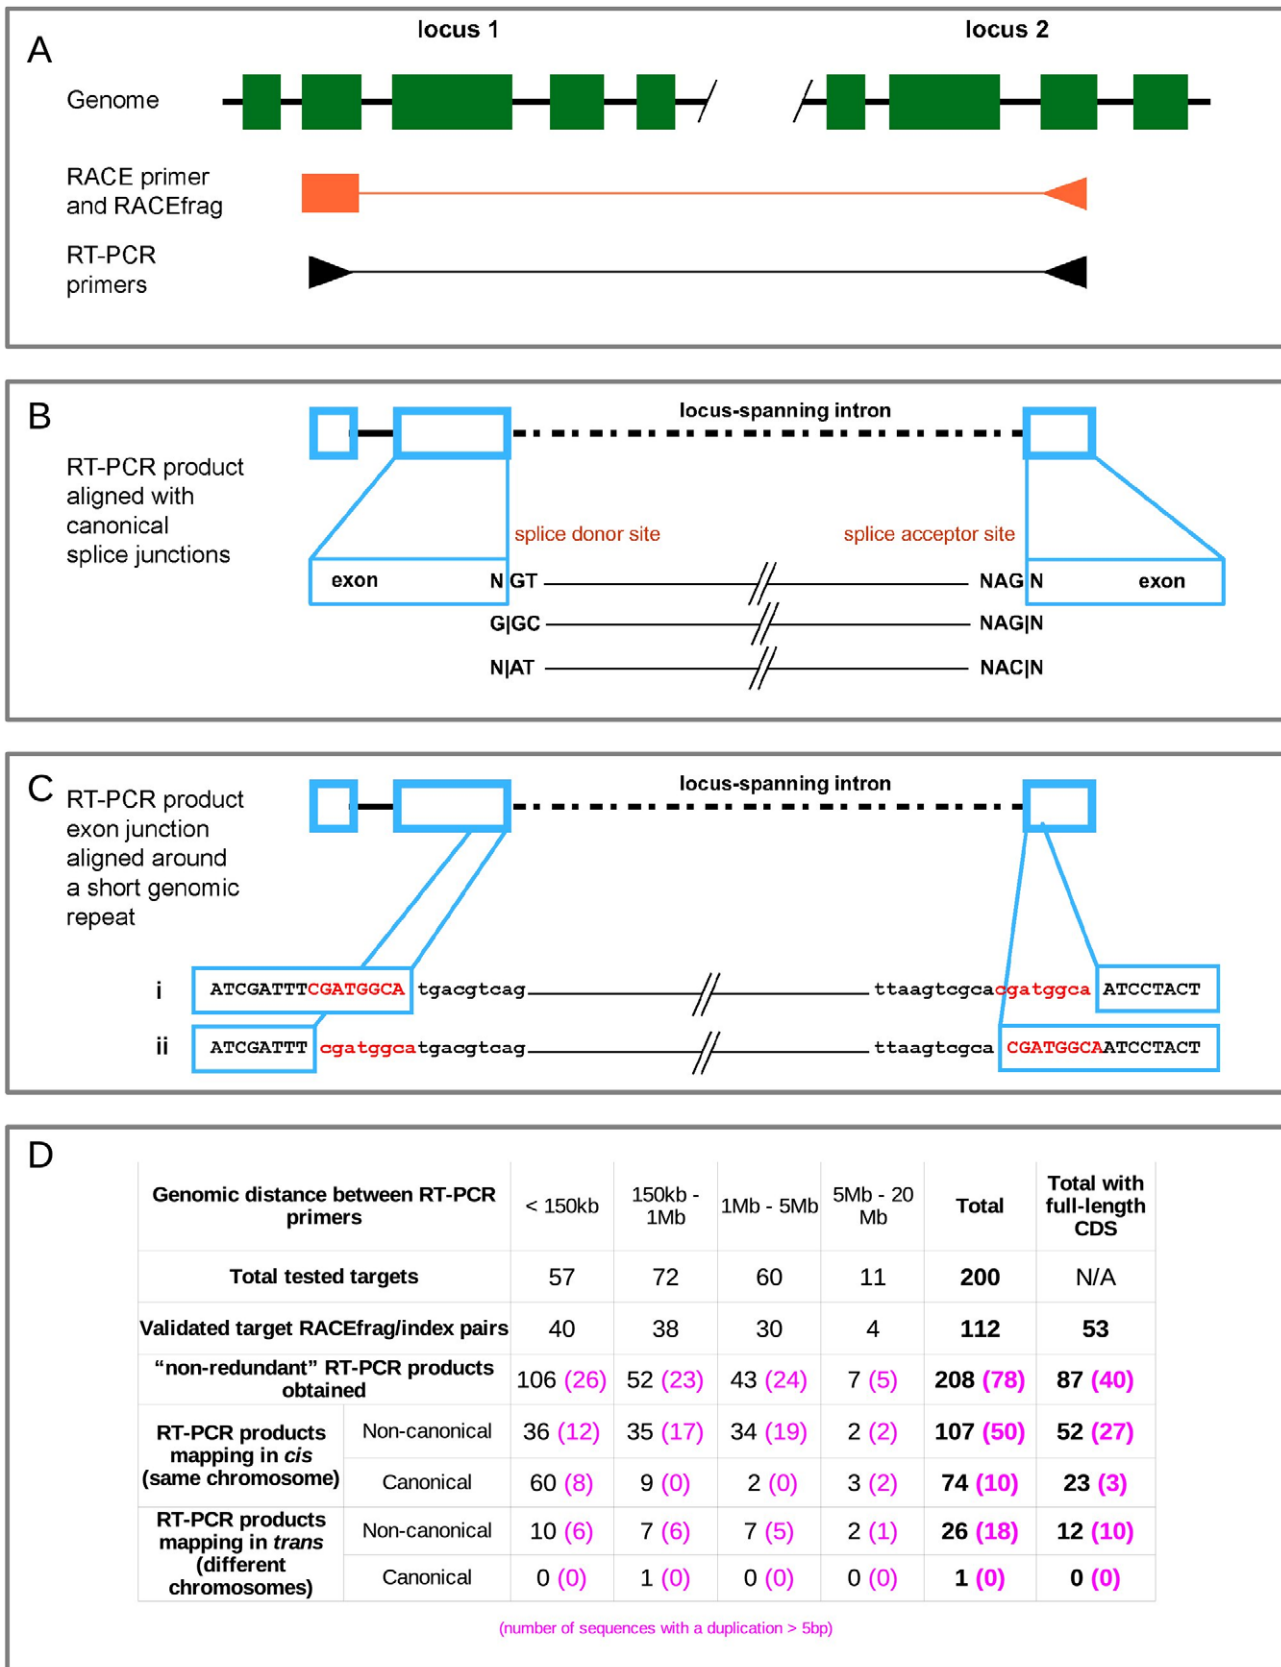 A
locus 1
locus 2
Genome
RACE primer
and RACEfrag
RT-PCR
primers
B
locus-spanning intron
RT-PCR product
aligned with
canonical
splice junctions
splice donor site
splice acceptor site
exon
N GT
NAG N
exon
G|GC
NAG|N
N|AT
NAC|N
C
locus-spanning intron
RT-PCR product
exon junction
aligned around
a short genomic
repeat
i
ATCGATTTCGATGGCA tgacgtcag
ttaagtcgcacgatggca ATCCTACT
ii
ATCGATTT cgatggcatgacgtcag
ttaagtcgca CGATGGCAATCCTACT
D
Genomic distance between RT-PCR
primers
< 150kb
150kb -
1Mb
1Mb - 5Mb
5Mb - 20
Mb
Total
Total with
full-length
CDS
Total tested targets 57 72 60 11 200 N/A
Validated target RACEfrag/index pairs 40 38 30 4 112 53
“non-redundant” RT-PCR products
obtained
106 (26) 52 (23) 43 (24) 7 (5) 208 (78) 87 (40)
RT-PCR products
mapping in cis
(same chromosome)
Non-canonical 36 (12) 35 (17) 34 (19) 2 (2) 107 (50) 52 (27)
Canonical 60 (8) 9 (0) 2 (0) 3 (2) 74 (10) 23 (3)
RT-PCR products
mapping in trans
(different
chromosomes)
Non-canonical 10 (6) 7 (6) 7 (5) 2 (1) 26 (18) 12 (10)
Canonical 0 (0) 1 (0) 0 (0) 0 (0) 1 (0) 0 (0)
(number of sequences with a duplication > 5bp)